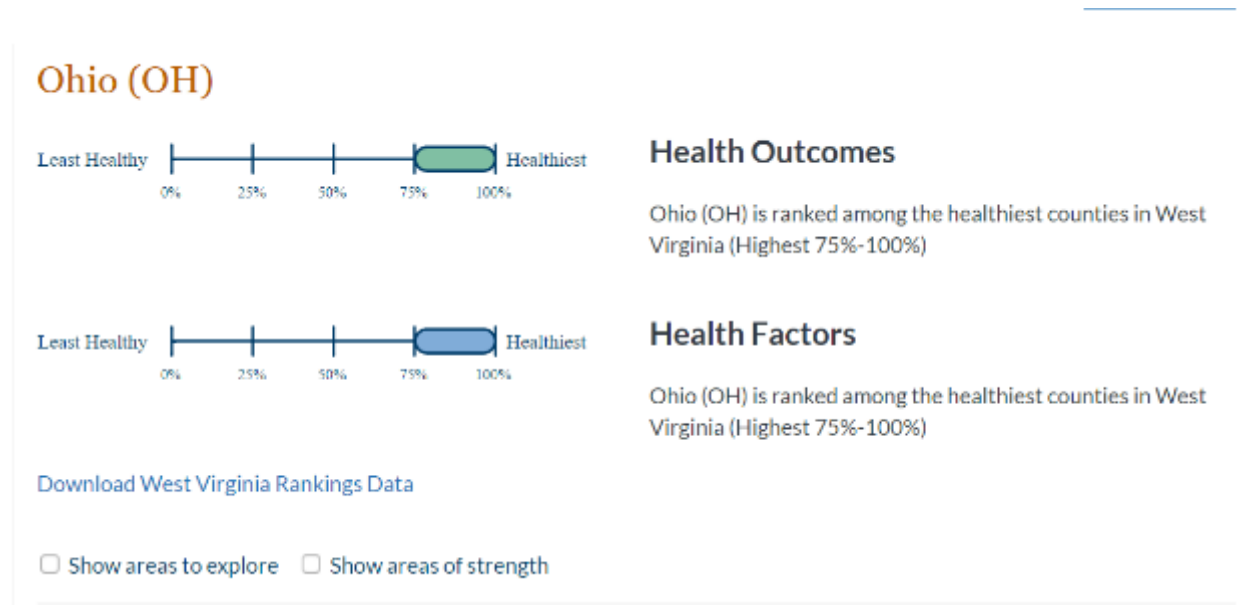 Ohio (OH)
Least Healthy
Healthiest
0%
25%
50%
75%
100%
Health Outcomes
Ohio (OH) is ranked among the healthiest counties in West
Virginia (Highest 75%-100%)
Least Healthy
Healthiest
0%
25%
50%
75%
100%
Health Factors
Ohio (OH) is ranked among the healthiest counties in West
Virginia (Highest 75%-100%)
Download West Virginia Rankings Data
Show areas to explore
Show areas of strength